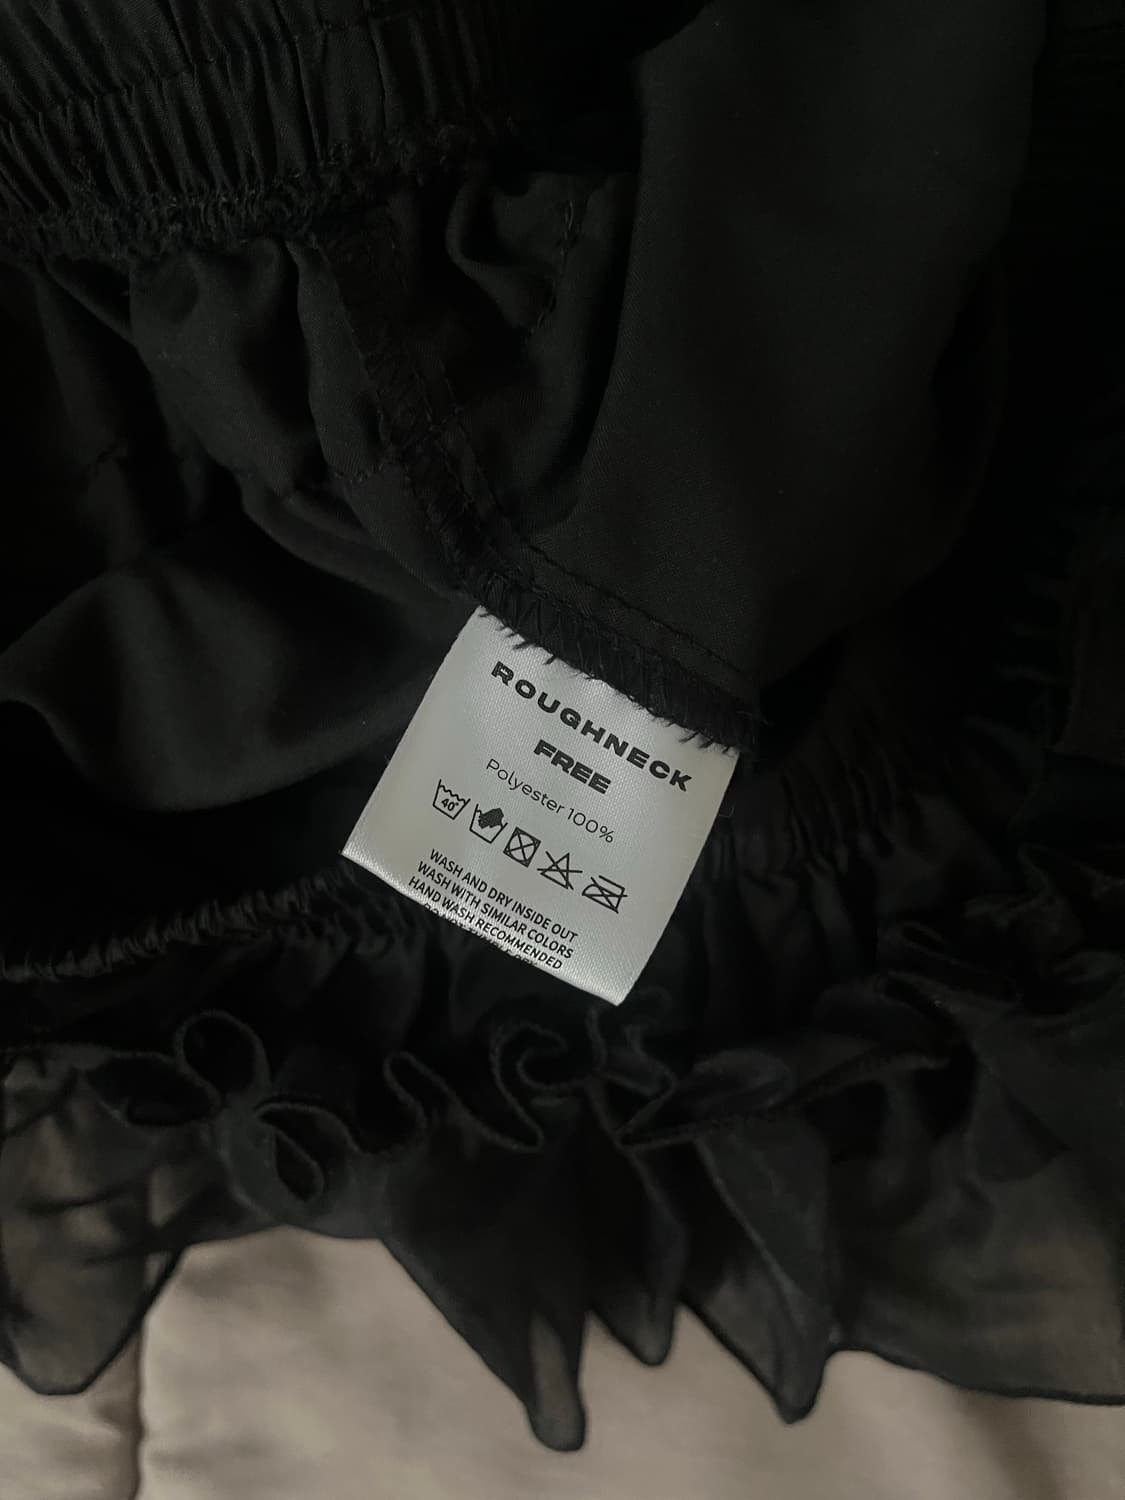 ROUGHNECK
FREE
Polyester 100%
40°
WASH AND DRY INSIDE OUT
WASH WITH SIMILAR COLORS
HAND WASH RECOMMENDED